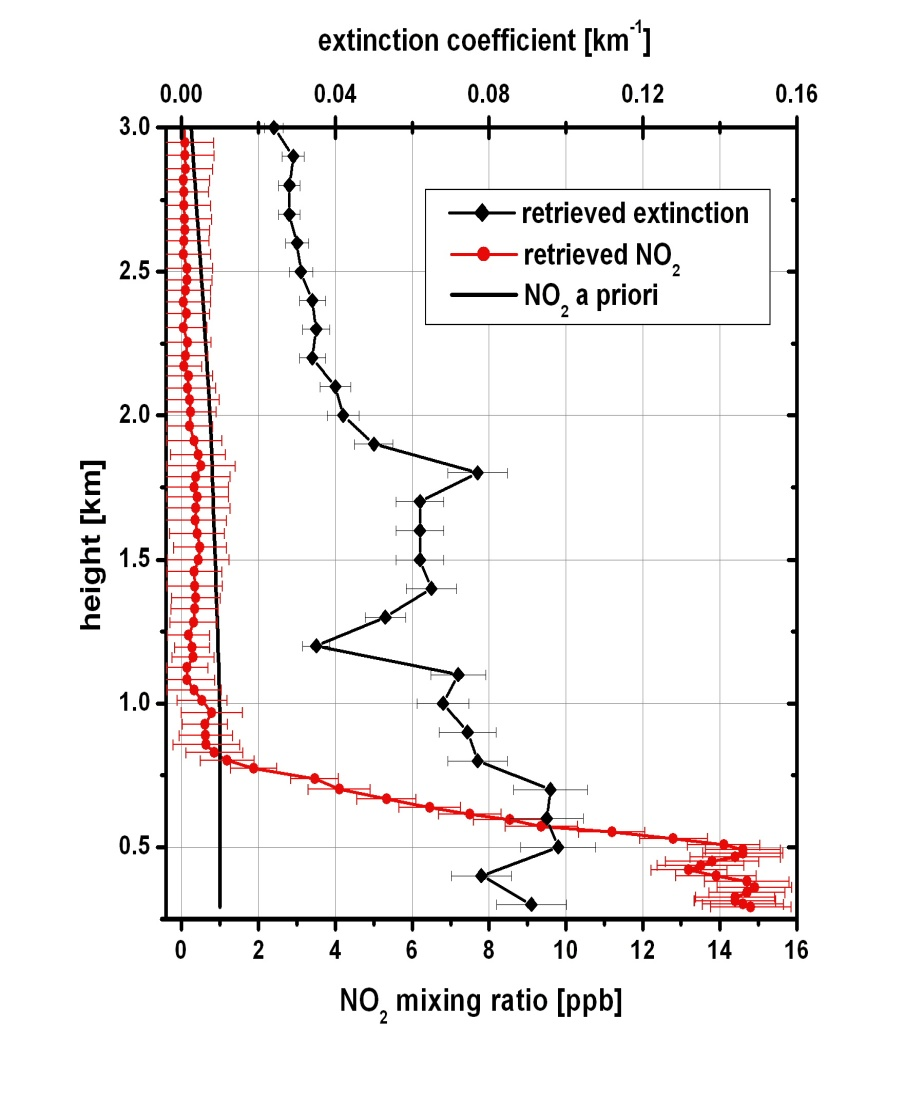 extinction coefficient [km⁻¹]
0.00 0.04 0.08 0.12 0.16
3.0
retrieved extinction
retrieved NO₂
NO₂ a priori
2.5
2.0
height [km]
1.5
1.0
0.5
0 2 4 6 8 10 12 14 16
NO₂ mixing ratio [ppb]